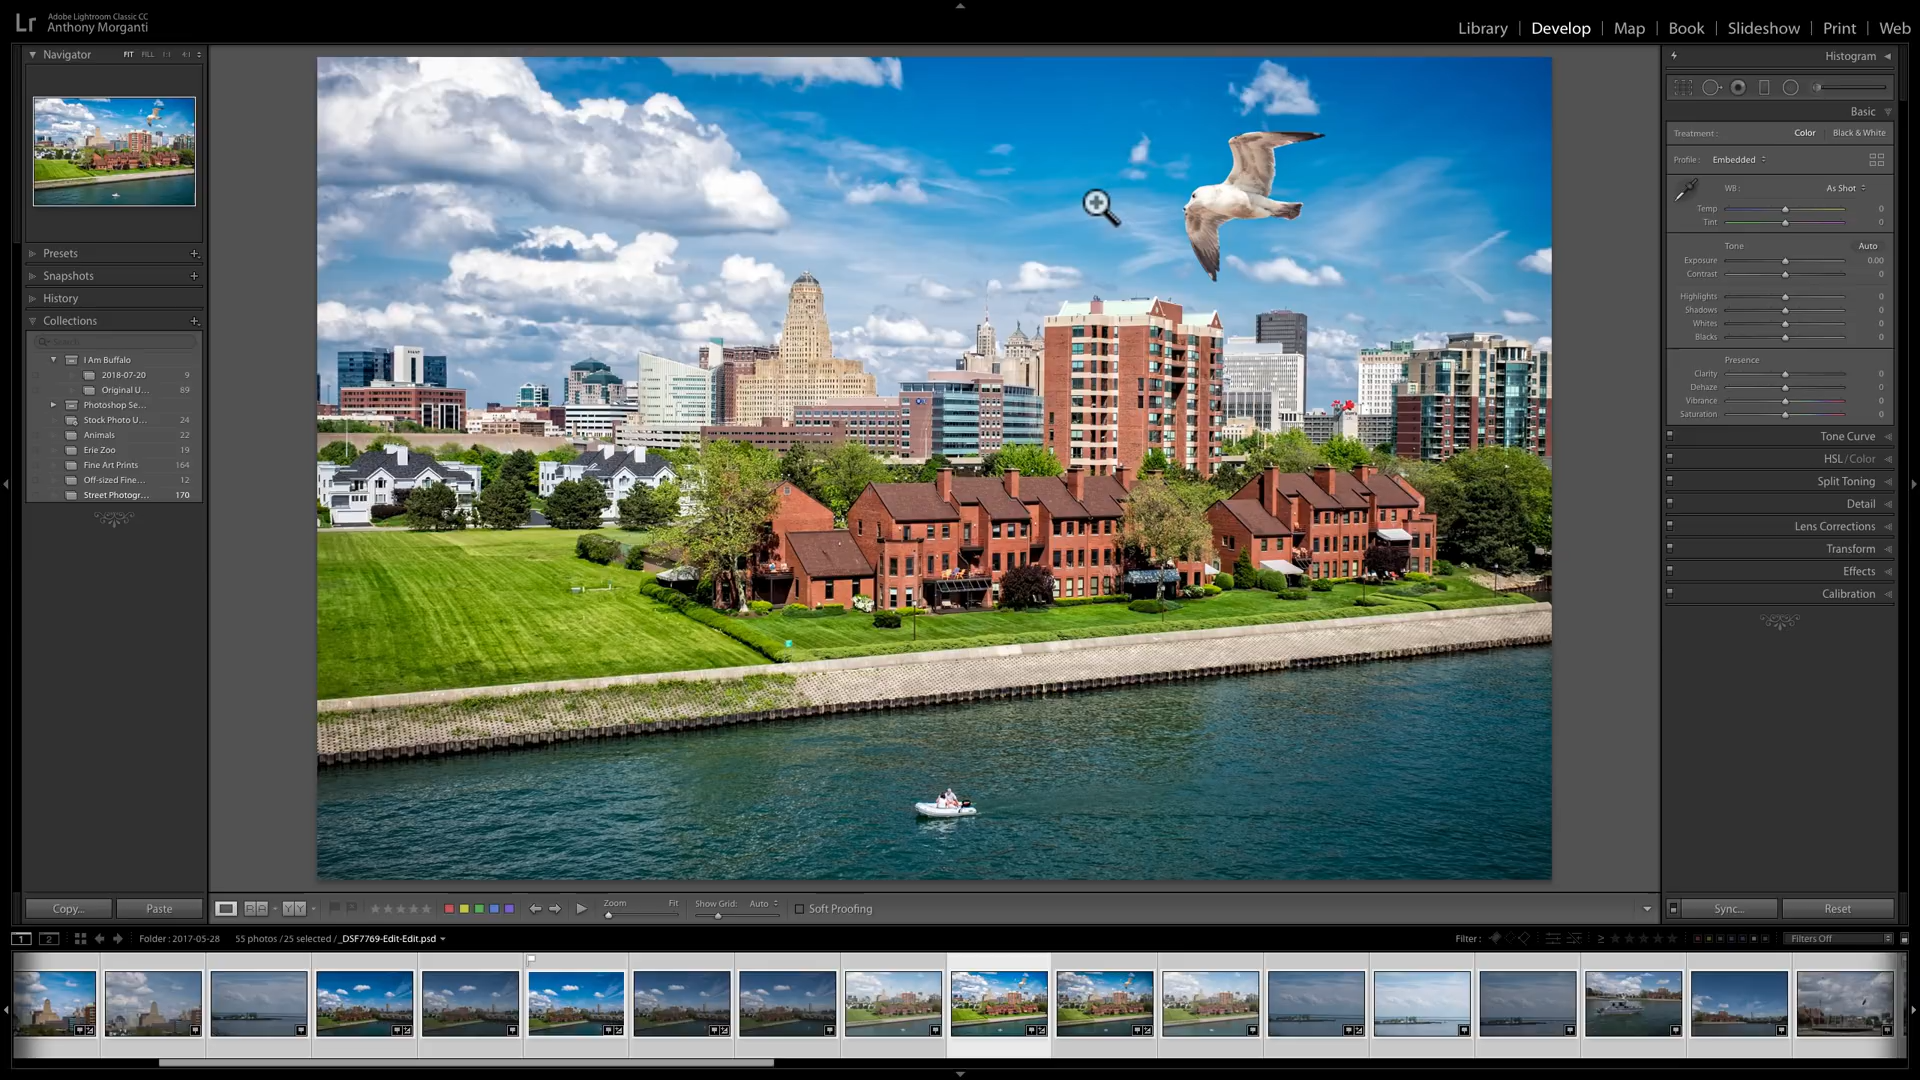 Lr Adobe Lightroom Classic CC
Anthony Morganti
Library | Develop | Map | Book | Slideshow | Print | Web
Navigator FIT FILL 1:1 4:1
Presets
Snapshots
History
Collections
Search
I Am Buffalo
2018-07-20 9
Original U... 89
Photoshop Se...
Stock Photo U... 24
Animals 22
Erie Zoo 19
Fine Art Prints 164
Off-sized Fine... 12
Street Photogr... 170
Copy... Paste
Zoom Fit
Show Grid: Auto
Soft Proofing
Histogram
Basic
Treatment : Color Black & White
Profile : Embedded
WB : As Shot
Temp 0
Tint 0
Tone Auto
Exposure 0.00
Contrast 0
Highlights 0
Shadows 0
Whites 0
Blacks 0
Presence
Clarity 0
Dehaze 0
Vibrance 0
Saturation 0
Tone Curve
HSL / Color
Split Toning
Detail
Lens Corrections
Transform
Effects
Calibration
Sync... Reset
1 2 Folder : 2017-05-28 55 photos / 25 selected / _DSF7769-Edit-Edit.psd Filter : Filters Off